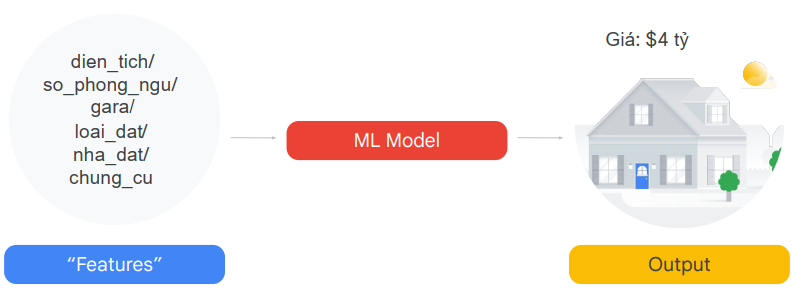 dien_tich/
so_phong_ngu/
gara/
loai_dat/
nha_dat/
chung_cu
“Features”
ML Model
Giá: $4 tỷ
Output